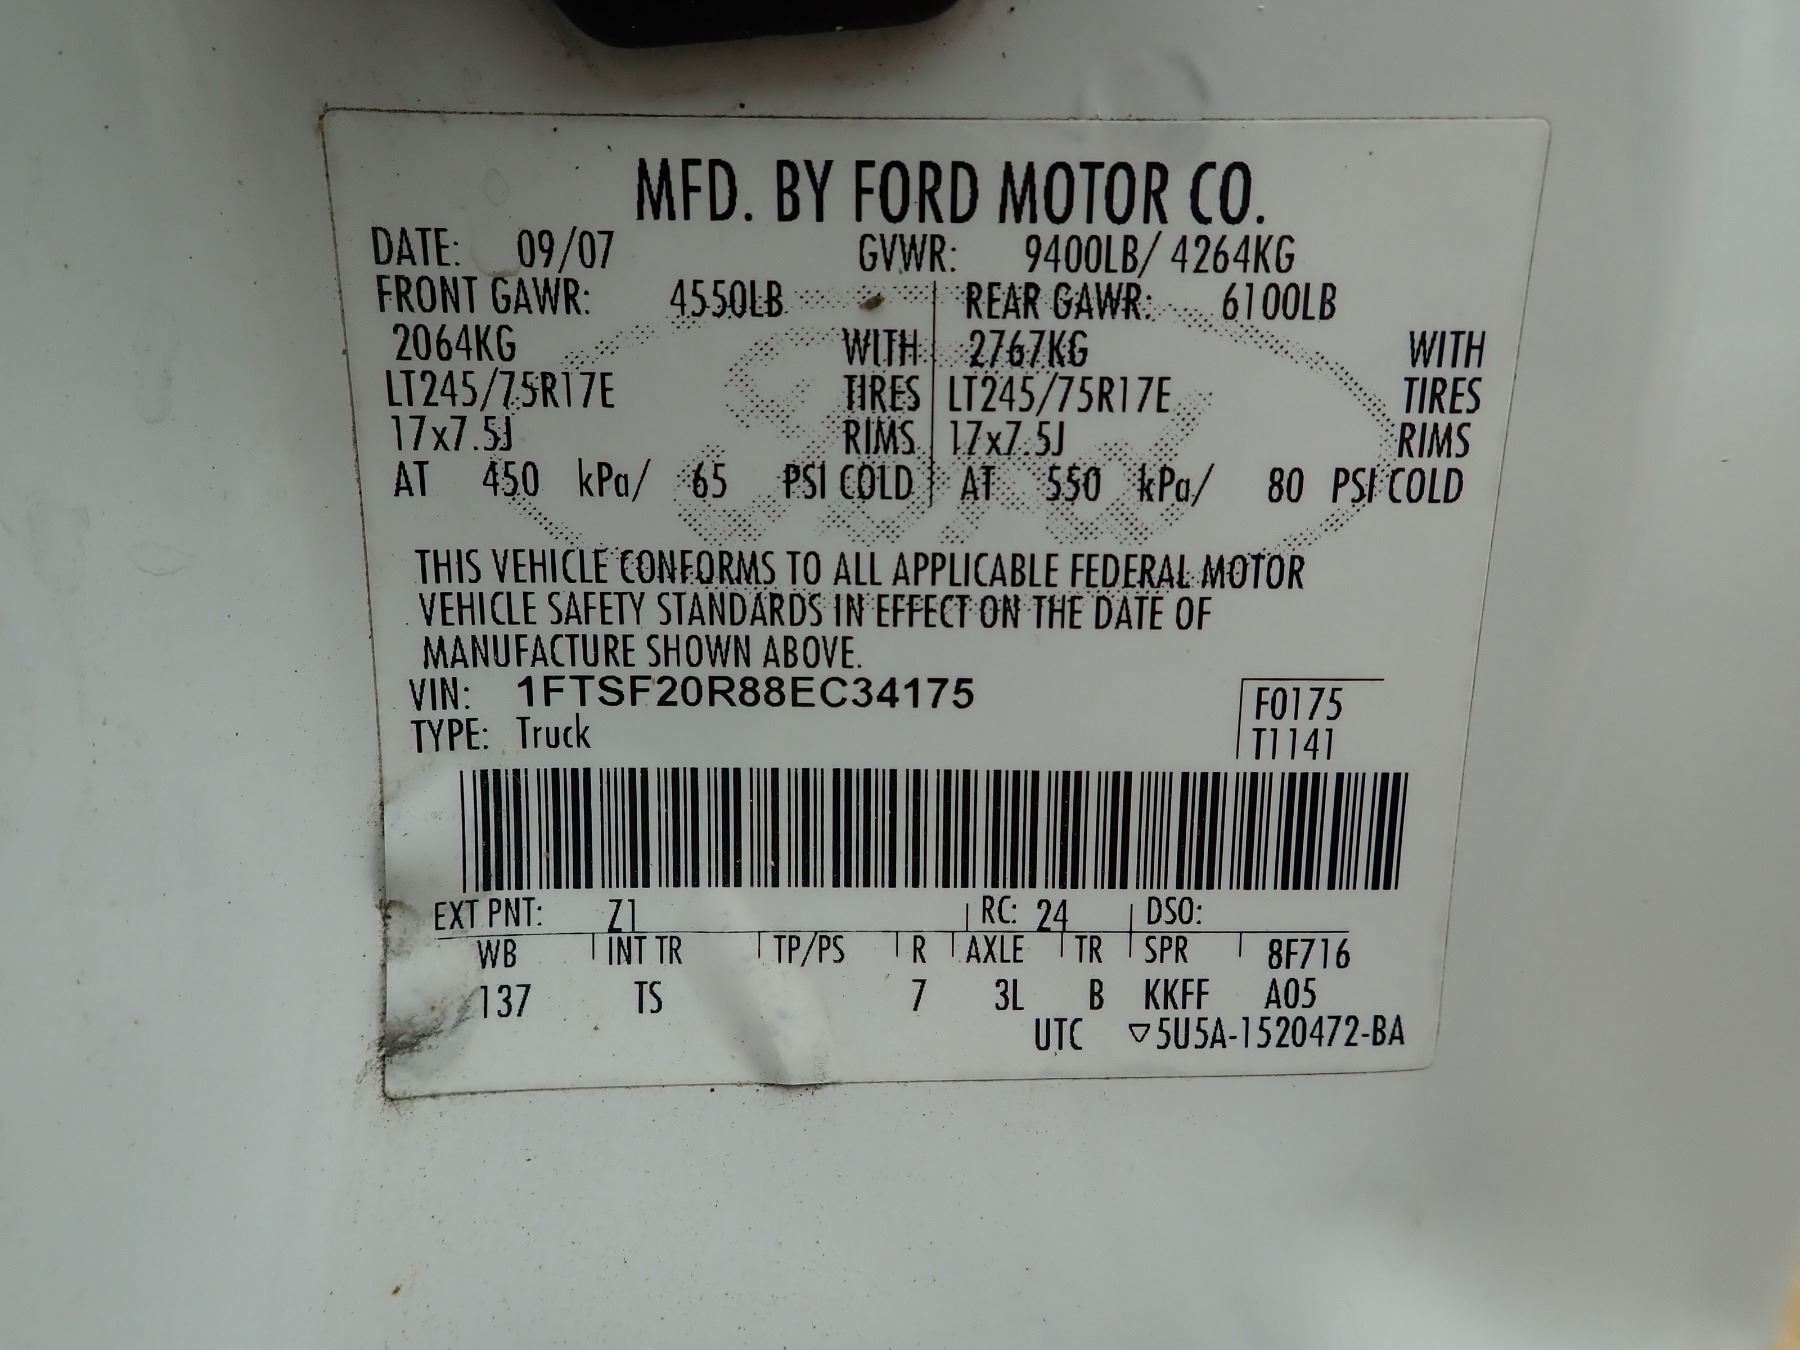 MFD. BY FORD MOTOR CO.
DATE: 09/07 GVWR: 9400LB/ 4264KG
FRONT GAWR: 4550LB REAR GAWR: 6100LB
2064KG WITH 2767KG WITH
LT245/75R17E TIRES LT245/75R17E TIRES
17x7.5J RIMS 17x7.5J RIMS
AT 450 kPa/ 65 PSI COLD AT 550 kPa/ 80 PSI COLD
THIS VEHICLE CONFORMS TO ALL APPLICABLE FEDERAL MOTOR
VEHICLE SAFETY STANDARDS IN EFFECT ON THE DATE OF
MANUFACTURE SHOWN ABOVE.
VIN: 1FTSF20R88EC34175 F0175
TYPE: Truck T1141
EXT PNT: Z1 RC: 24 DSO:
WB INT TR TP/PS R AXLE TR SPR 8F716
137 TS 7 3L B KKFF A05
UTC ▽5U5A-1520472-BA
Ford